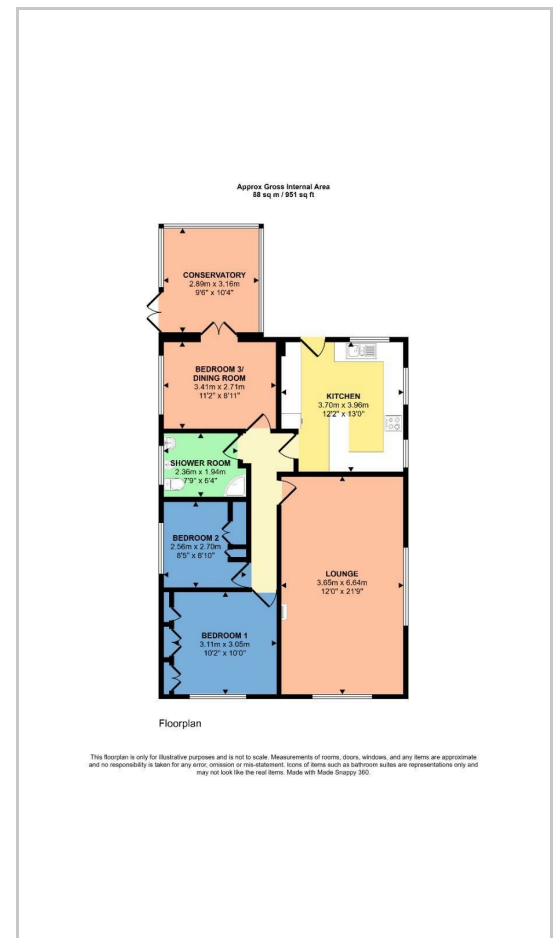 Approx Gross Internal Area
88 sq m / 951 sq ft
CONSERVATORY
2.89m x 3.16m
9'6" x 10'4"
BEDROOM 3/
DINING ROOM
3.41m x 2.71m
11'2" x 8'11"
KITCHEN
3.70m x 3.96m
12'2" x 13'0"
SHOWER ROOM
2.36m x 1.94m
7'9" x 6'4"
BEDROOM 2
2.56m x 2.70m
8'5" x 8'10"
LOUNGE
3.65m x 6.64m
12'0" x 21'9"
BEDROOM 1
3.11m x 3.05m
10'2" x 10'0"
Floorplan
This floorplan is only for illustrative purposes and is not to scale. Measurements of rooms, doors, windows, and any items are approximate
and no responsibility is taken for any error, omission or mis-statement. Icons of items such as bathroom suites are representations only and
may not look like the real items. Made with Made Snappy 360.